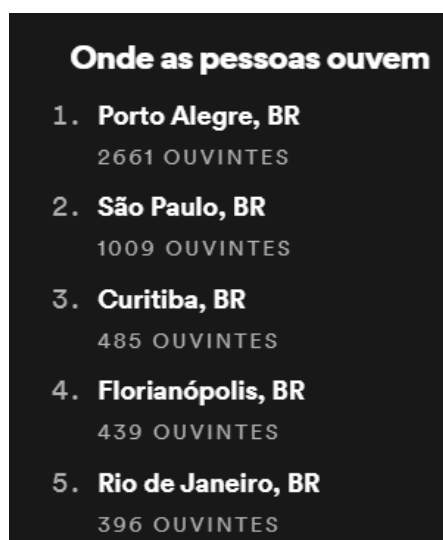 Onde as pessoas ouvem
1. Porto Alegre, BR
2661 OUVINTES
2. São Paulo, BR
1009 OUVINTES
3. Curitiba, BR
485 OUVINTES
4. Florianópolis, BR
439 OUVINTES
5. Rio de Janeiro, BR
396 OUVINTES